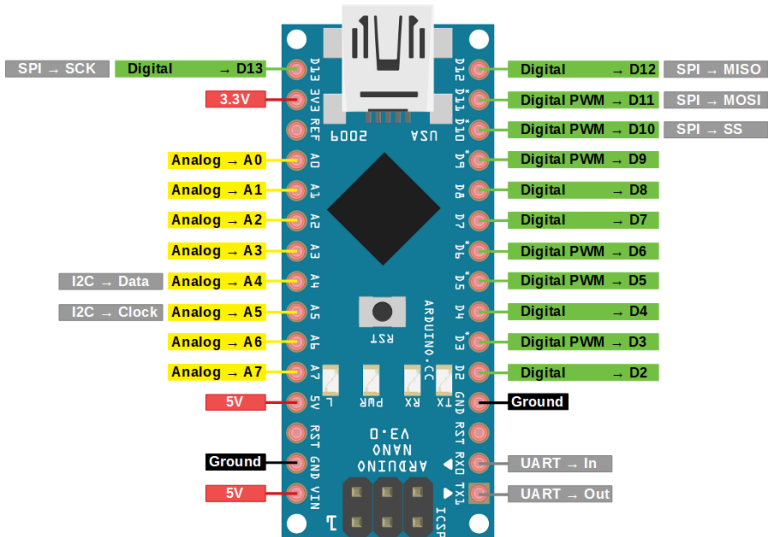 SPI → SCK Digital → D13 D13 D12 Digital → D12 SPI → MISO
3.3V 3V3 D11 Digital PWM → D11 SPI → MOSI
REF D10 Digital PWM → D10 SPI → SS
2009 USA
Analog → A0 A0 D9 Digital PWM → D9
Analog → A1 A1 D8 Digital → D8
Analog → A2 A2 D7 Digital → D7
Analog → A3 A3 D6 Digital PWM → D6
I2C → Data Analog → A4 A4 D5 Digital PWM → D5
I2C → Clock Analog → A5 A5 D4 Digital → D4
RST
ARDUINO.CC
Analog → A6 A6 D3 Digital PWM → D3
Analog → A7 A7 D2 Digital → D2
L PWR RX TX
5V 5V GND Ground
RST RST
ARDUINO
NANO
V3.0
Ground GND RX0 UART → In
5V VIN TX1 UART → Out
1 ICSP